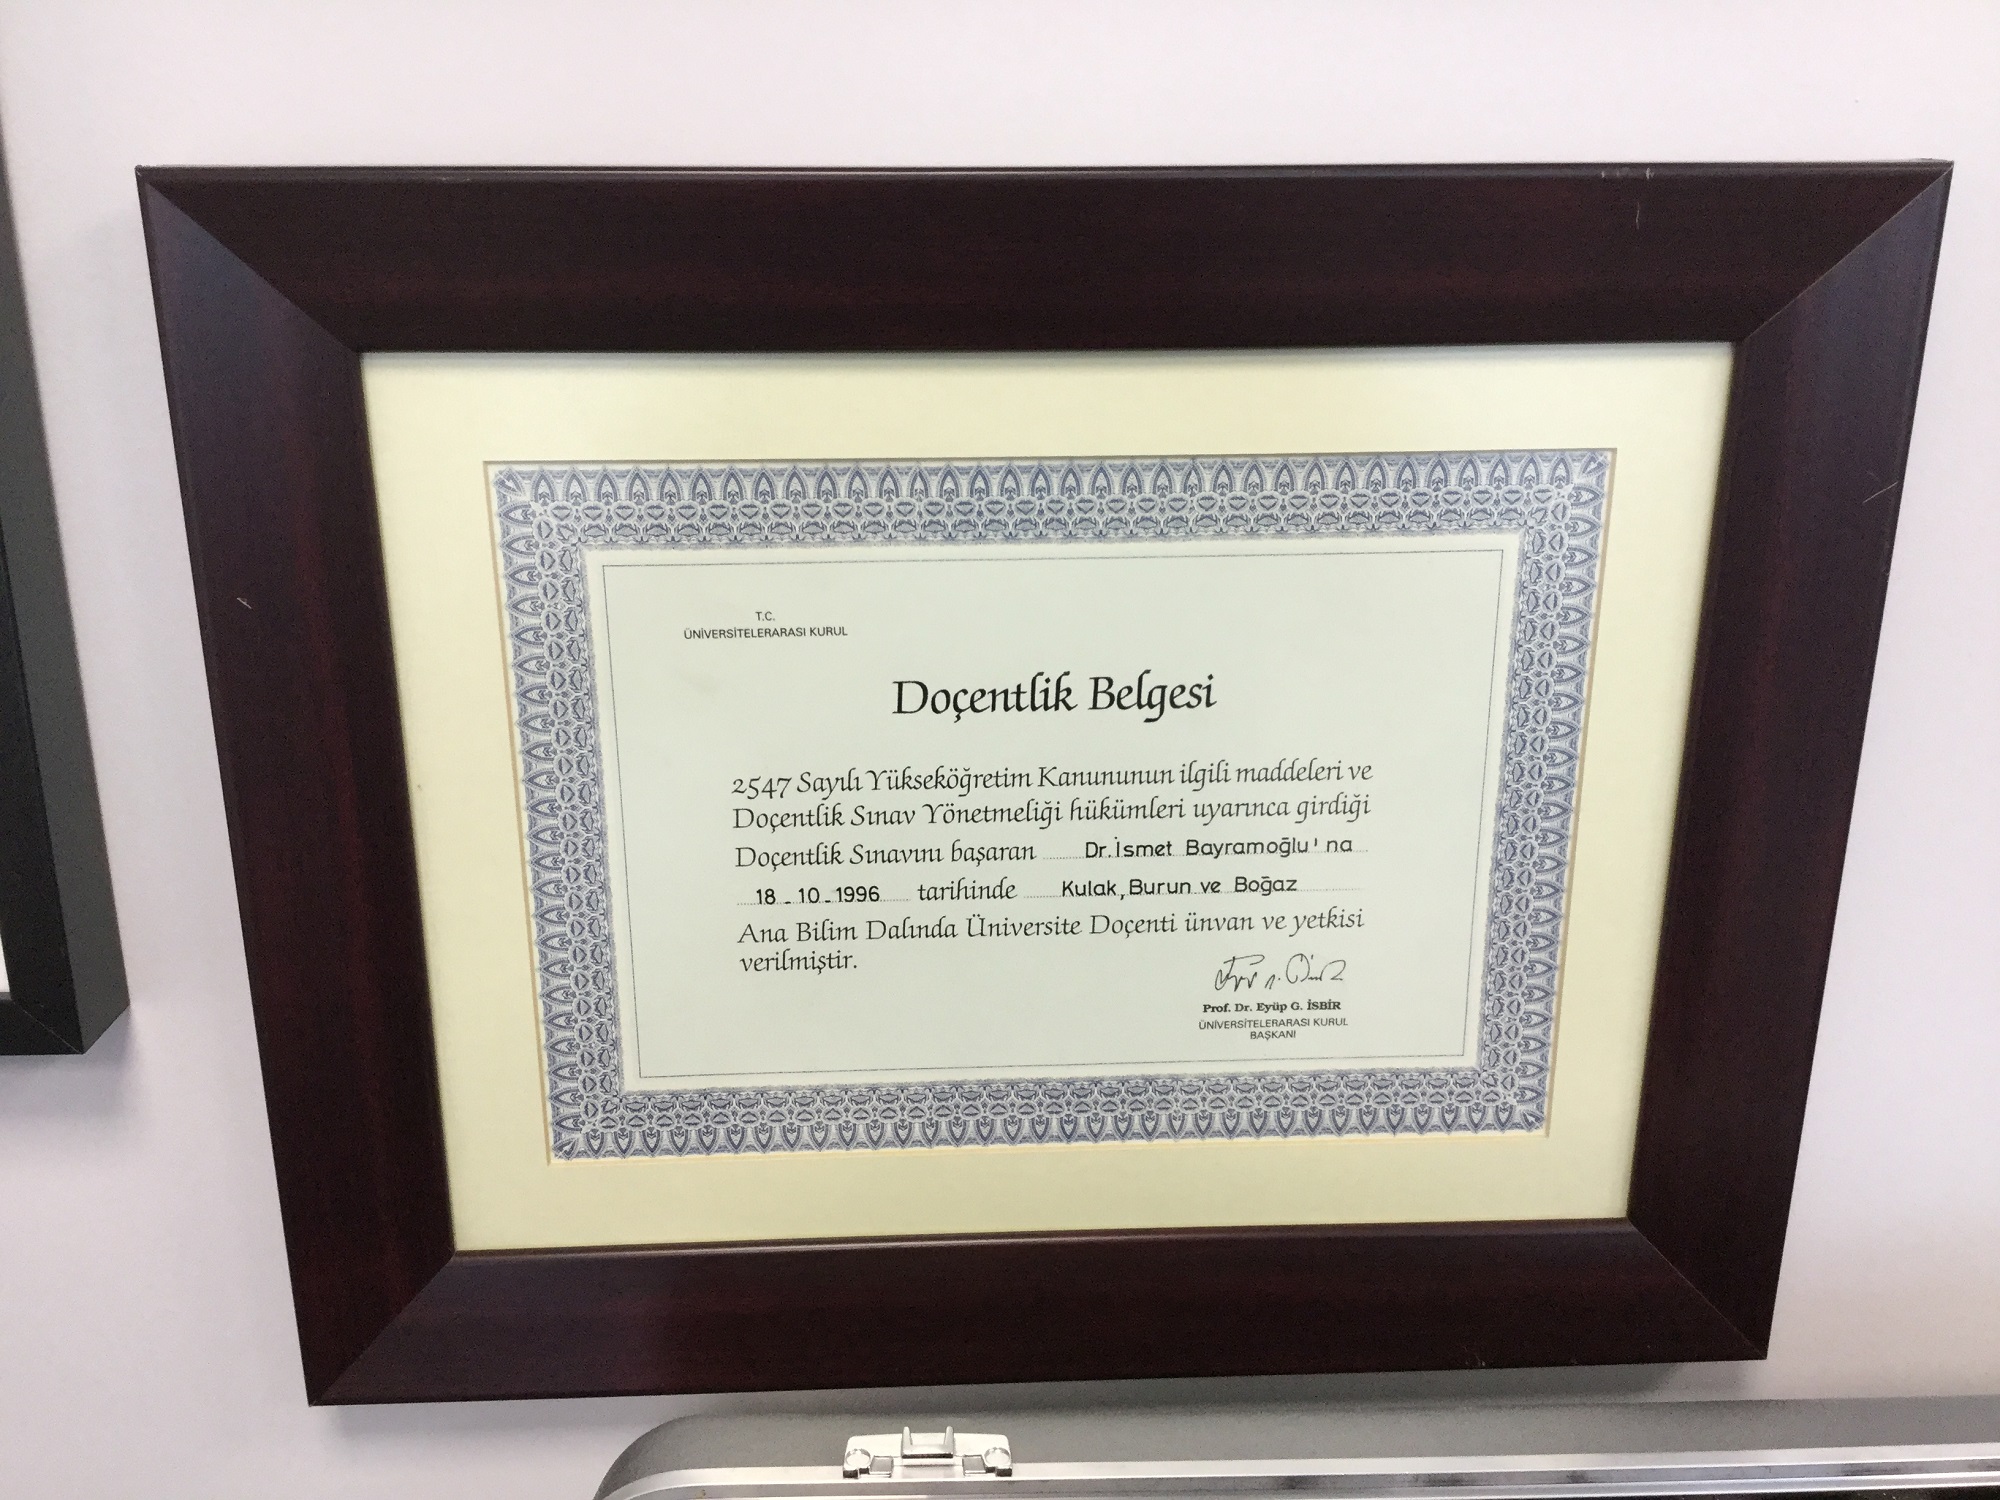 T.C.
ÜNİVERSİTELERARASI KURUL
Doçentlik Belgesi
2547 Sayılı Yükseköğretim Kanununun ilgili maddeleri ve
Doçentlik Sınav Yönetmeliği hükümleri uyarınca girdiği
Doçentlik Sınavını başaran Dr.İsmet Bayramoğlu'na
18-10-1996 tarihinde Kulak, Burun ve Boğaz
Ana Bilim Dalında Üniversite Doçenti ünvan ve yetkisi
verilmiştir.
Prof. Dr. Eyüp G. İSBİR
ÜNİVERSİTELERARASI KURUL
BAŞKANI